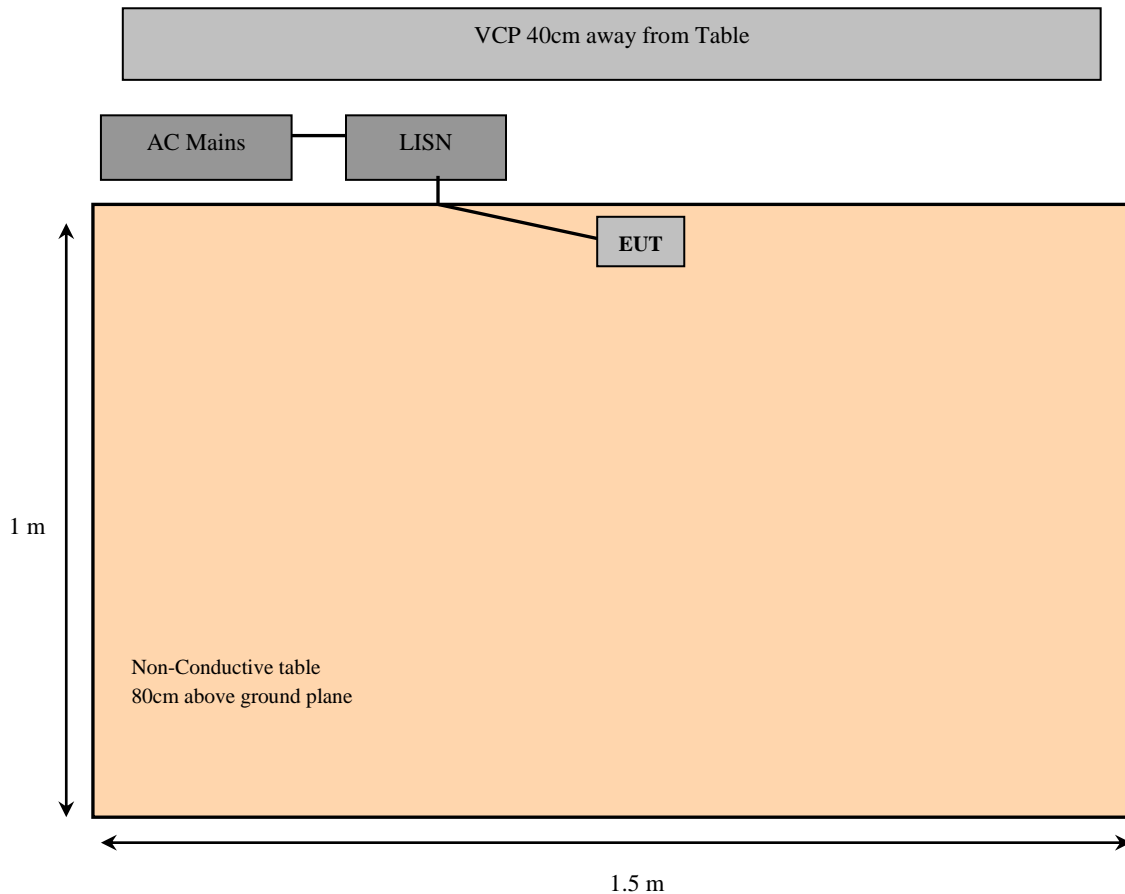 VCP 40cm away from Table
AC Mains
LISN
EUT
1 m
Non-Conductive table
80cm above ground plane
1.5 m